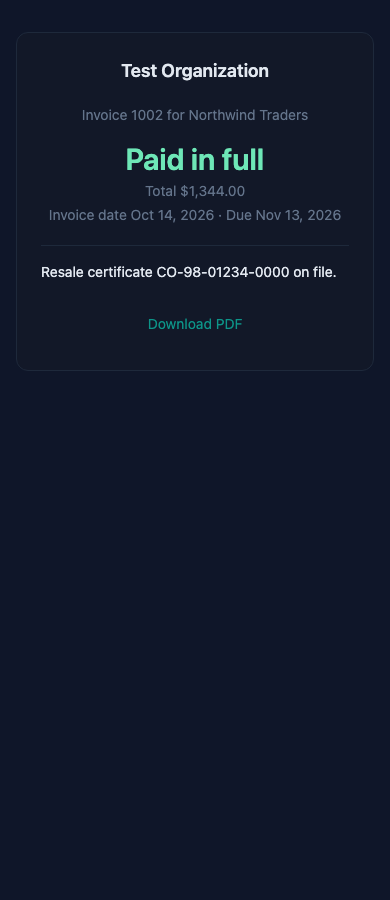 Test Organization
Invoice 1002 for Northwind Traders
Paid in full
Total $1,344.00
Invoice date Oct 14, 2026 · Due Nov 13, 2026
Resale certificate CO-98-01234-0000 on file.
Download PDF